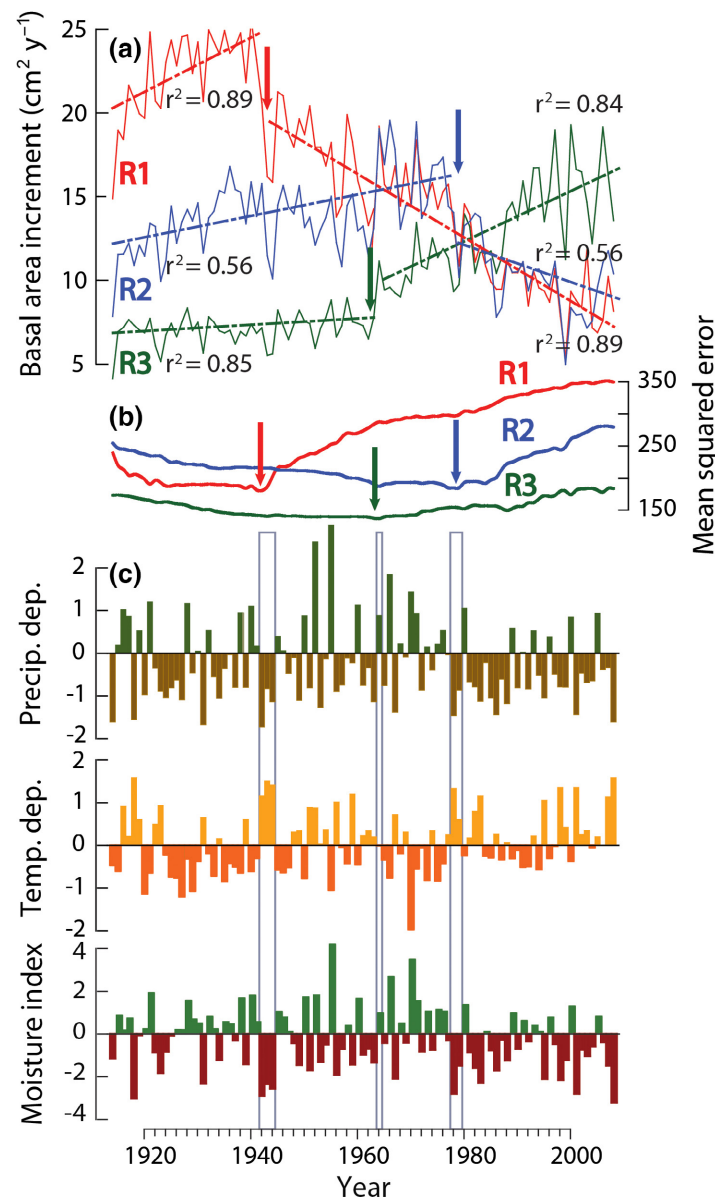 Basal area increment (cm² y⁻¹)
25
20
15
10
5
(a)
r² = 0.89
R1
r² = 0.56
R2
R3
r² = 0.85
r² = 0.84
r² = 0.56
r² = 0.89
(b)
R1
R2
R3
350
250
150
Mean squared error
(c)
Precip. dep.
2
1
0
-1
-2
Temp. dep.
2
1
0
-1
-2
Moisture index
4
2
0
-2
-4
1920 1940 1960 1980 2000
Year